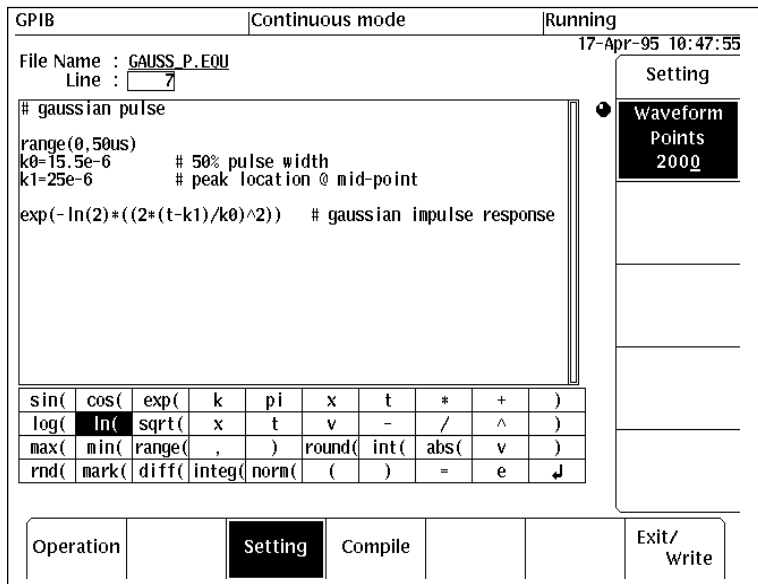 GPIB Continuous mode Running
17-Apr-95 10:47:55
File Name : GAUSS_P.EQU
Line : 7
Setting
Waveform
Points
2000
# gaussian pulse
range(0,50us)
k0=15.5e-6 # 50% pulse width
k1=25e-6 # peak location @ mid-point
exp(-ln(2)*((2*(t-k1)/k0)^2)) # gaussian impulse response
sin( cos( exp( k pi x t * + )
log( ln( sqrt( x t v - / ^ )
max( min( range( , ) round( int( abs( v )
rnd( mark( diff( integ( norm( ( ) = e ↲
Operation Setting Compile Exit/
Write